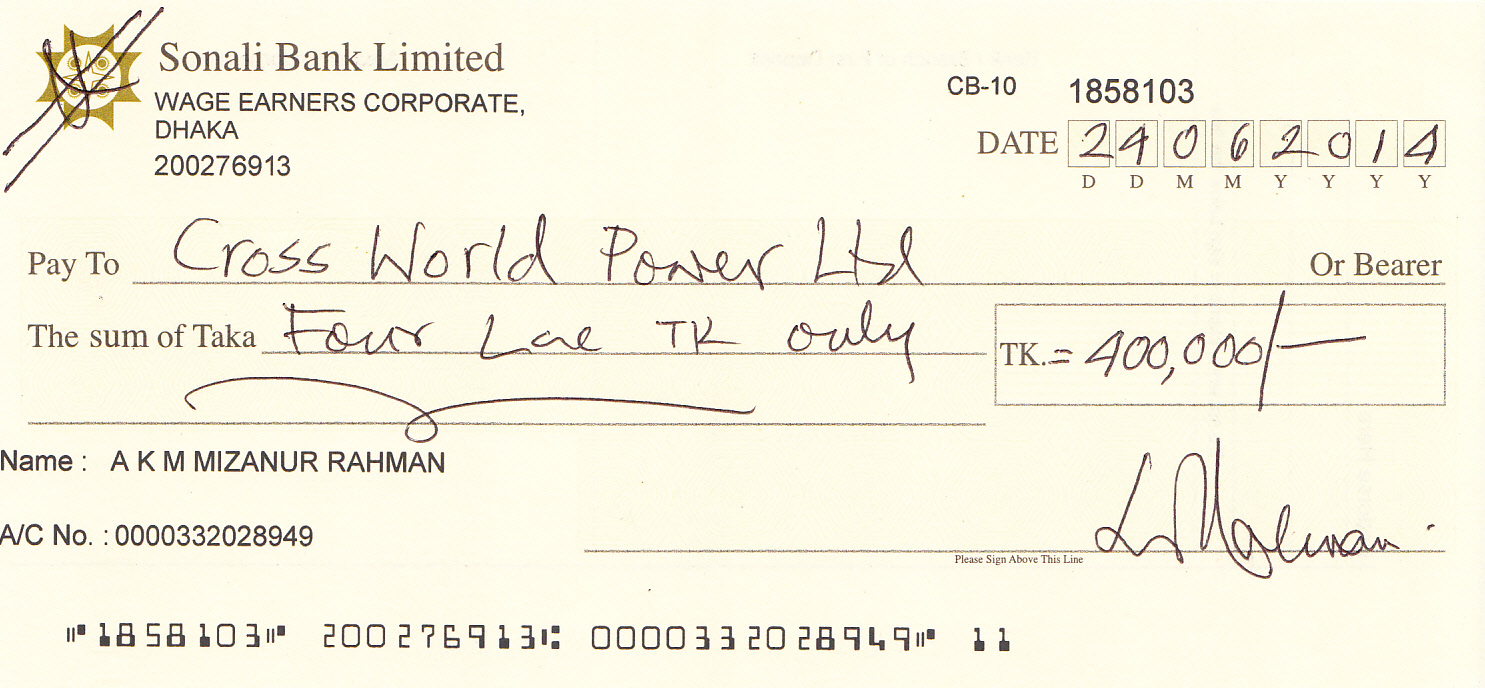 Sonali Bank Limited
WAGE EARNERS CORPORATE,
DHAKA
200276913
CB-10 1858103
DATE 24062014
D D M M Y Y Y Y
Pay To Cross World Power Ltd Or Bearer
The sum of Taka Four Lac TK only
TK.= 400,000/-
Name : A K M MIZANUR RAHMAN
A/C No. : 0000332028949
Please Sign Above This Line
⑈1858103⑈ 200276913⑆ 0000332028949⑈ 11